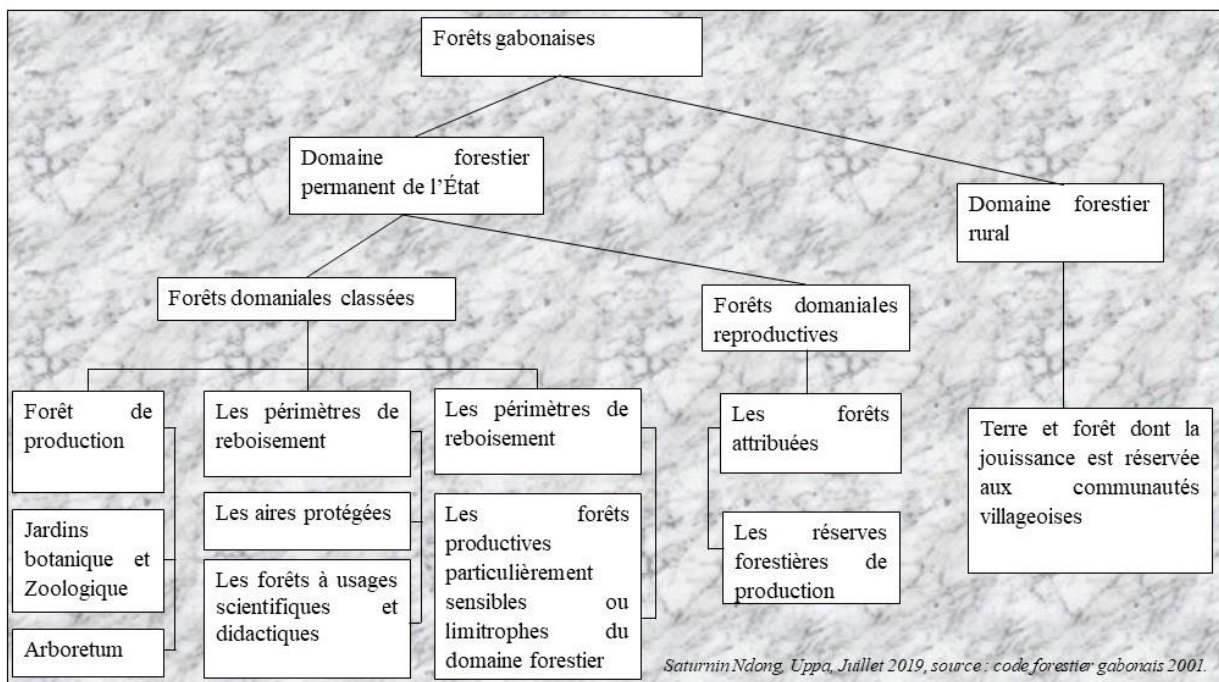 Forêts gabonaises
Domaine forestier
permanent de l'État
Domaine forestier
rural
Forêts domaniales classées
Forêts domaniales
reproductives
Forêt de
production
Les périmètres de
reboisement
Les périmètres de
reboisement
Les forêts
attribuées
Terre et forêt dont la
jouissance est réservée
aux communautés
villageoises
Jardins
botanique et
Zoologique
Les aires protégées
Les forêts
productives
particulièrement
sensibles ou
limitrophes du
domaine forestier
Les réserves
forestières de
production
Les forêts à usages
scientifiques et
didactiques
Arboretum
Saturnin Ndong, Uppa, Juillet 2019, source : code forestier gabonais 2001.